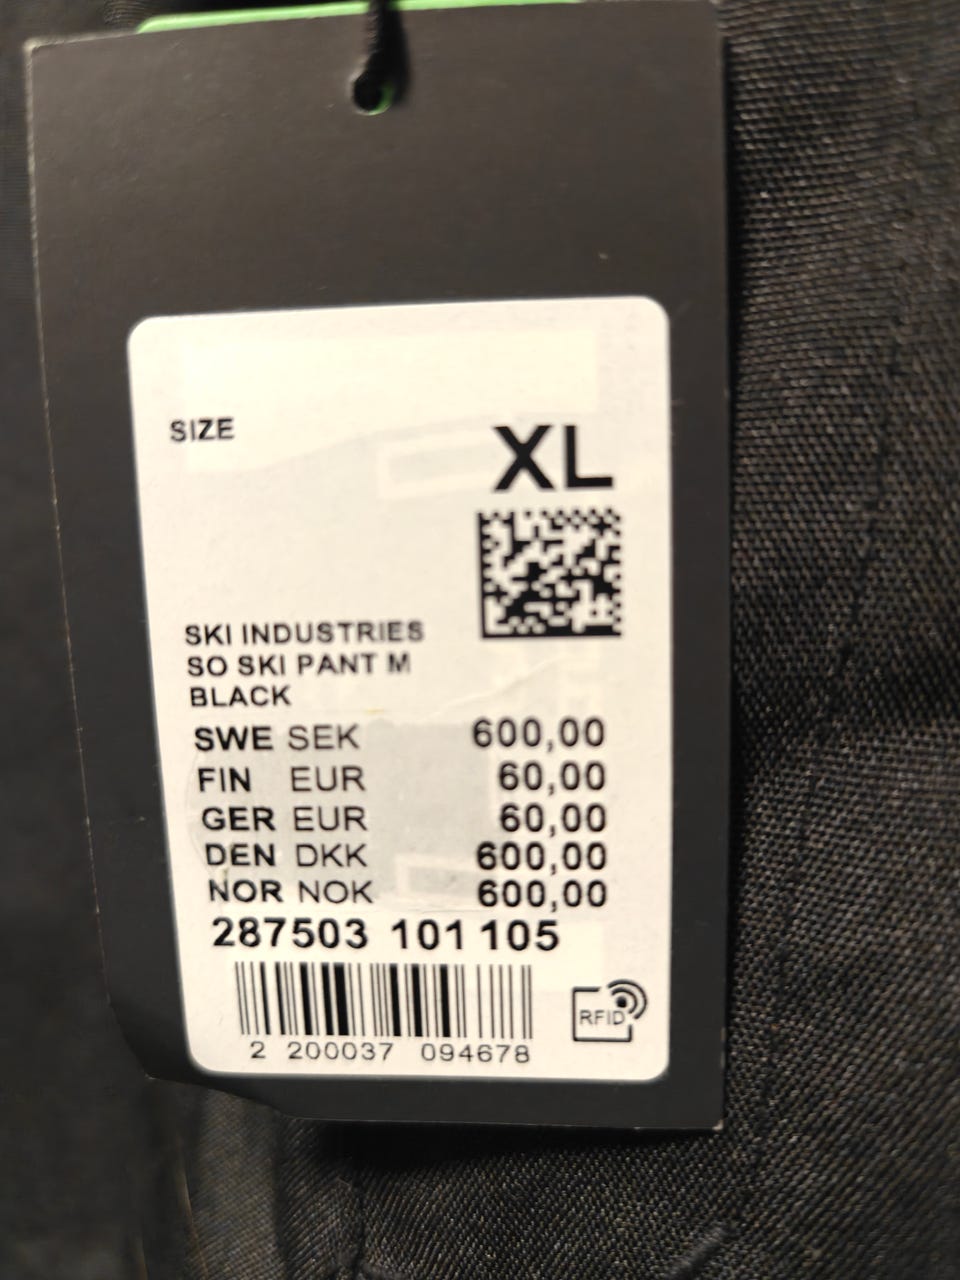 SIZE
XL
SKI INDUSTRIES
SO SKI PANT M
BLACK
SWE SEK 600,00
FIN EUR 60,00
GER EUR 60,00
DEN DKK 600,00
NOR NOK 600,00
287503 101 105
2 200037 094678
RFID